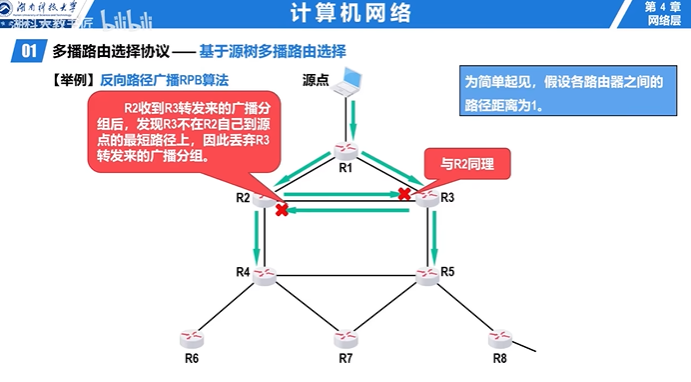 湖南科技大学
bilibili
计算机网络
第 4 章
网络层
01 多播路由选择协议 —— 基于源树多播路由选择
【举例】反向路径广播RPB算法
源点
为简单起见，假设各路由器之间的
路径距离为1。
R2收到R3转发来的广播分
组后，发现R3不在R2自己到源
点的最短路径上，因此丢弃R3
转发来的广播分组。
R1
与R2同理
R2
R3
R4
R5
R6
R7
R8